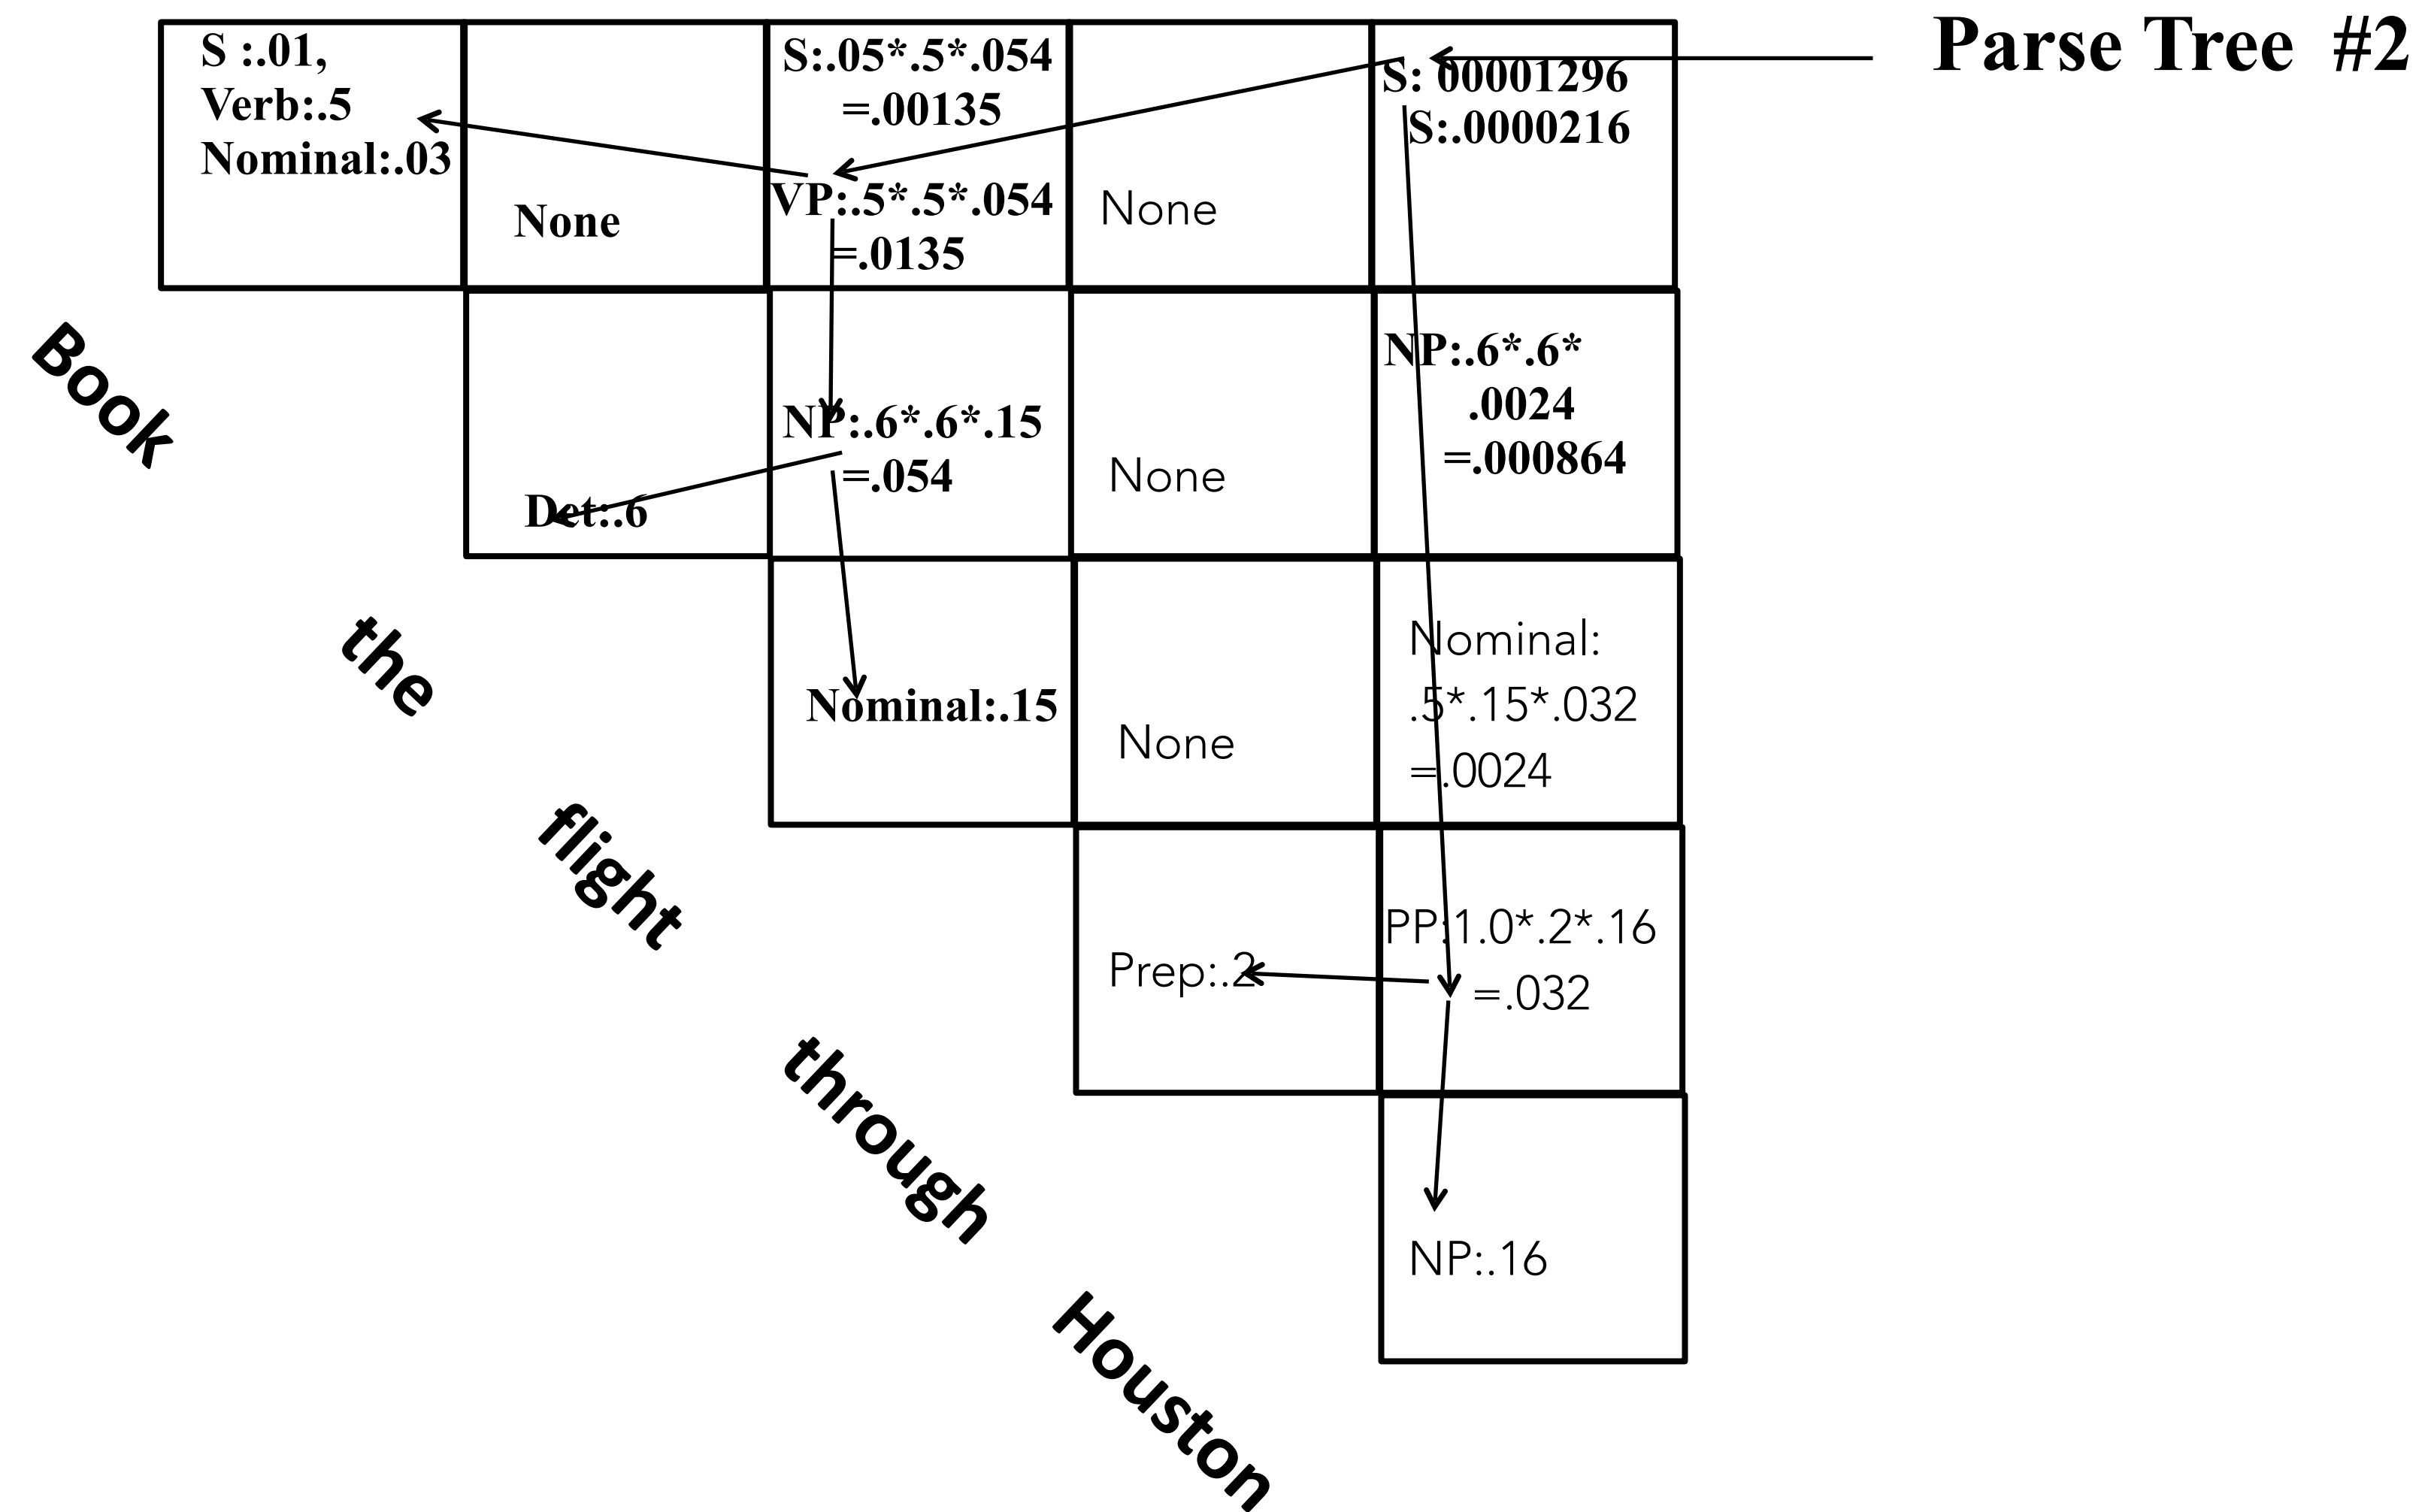 Parse Tree #2
S :.01,
Verb:.5
Nominal:.03
None
S:.05*.5*.054
=.00135
VP:.5*.5*.054
=.0135
None
S: 00001296
S:.0000216
Book
Det:.6
NP:.6*.6*.15
=.054
None
NP:.6*.6*
.0024
=.000864
the
Nominal:.15
None
Nominal:
.5*.15*.032
=.0024
flight
Prep:.2
PP:1.0*.2*.16
=.032
through
NP:.16
Houston